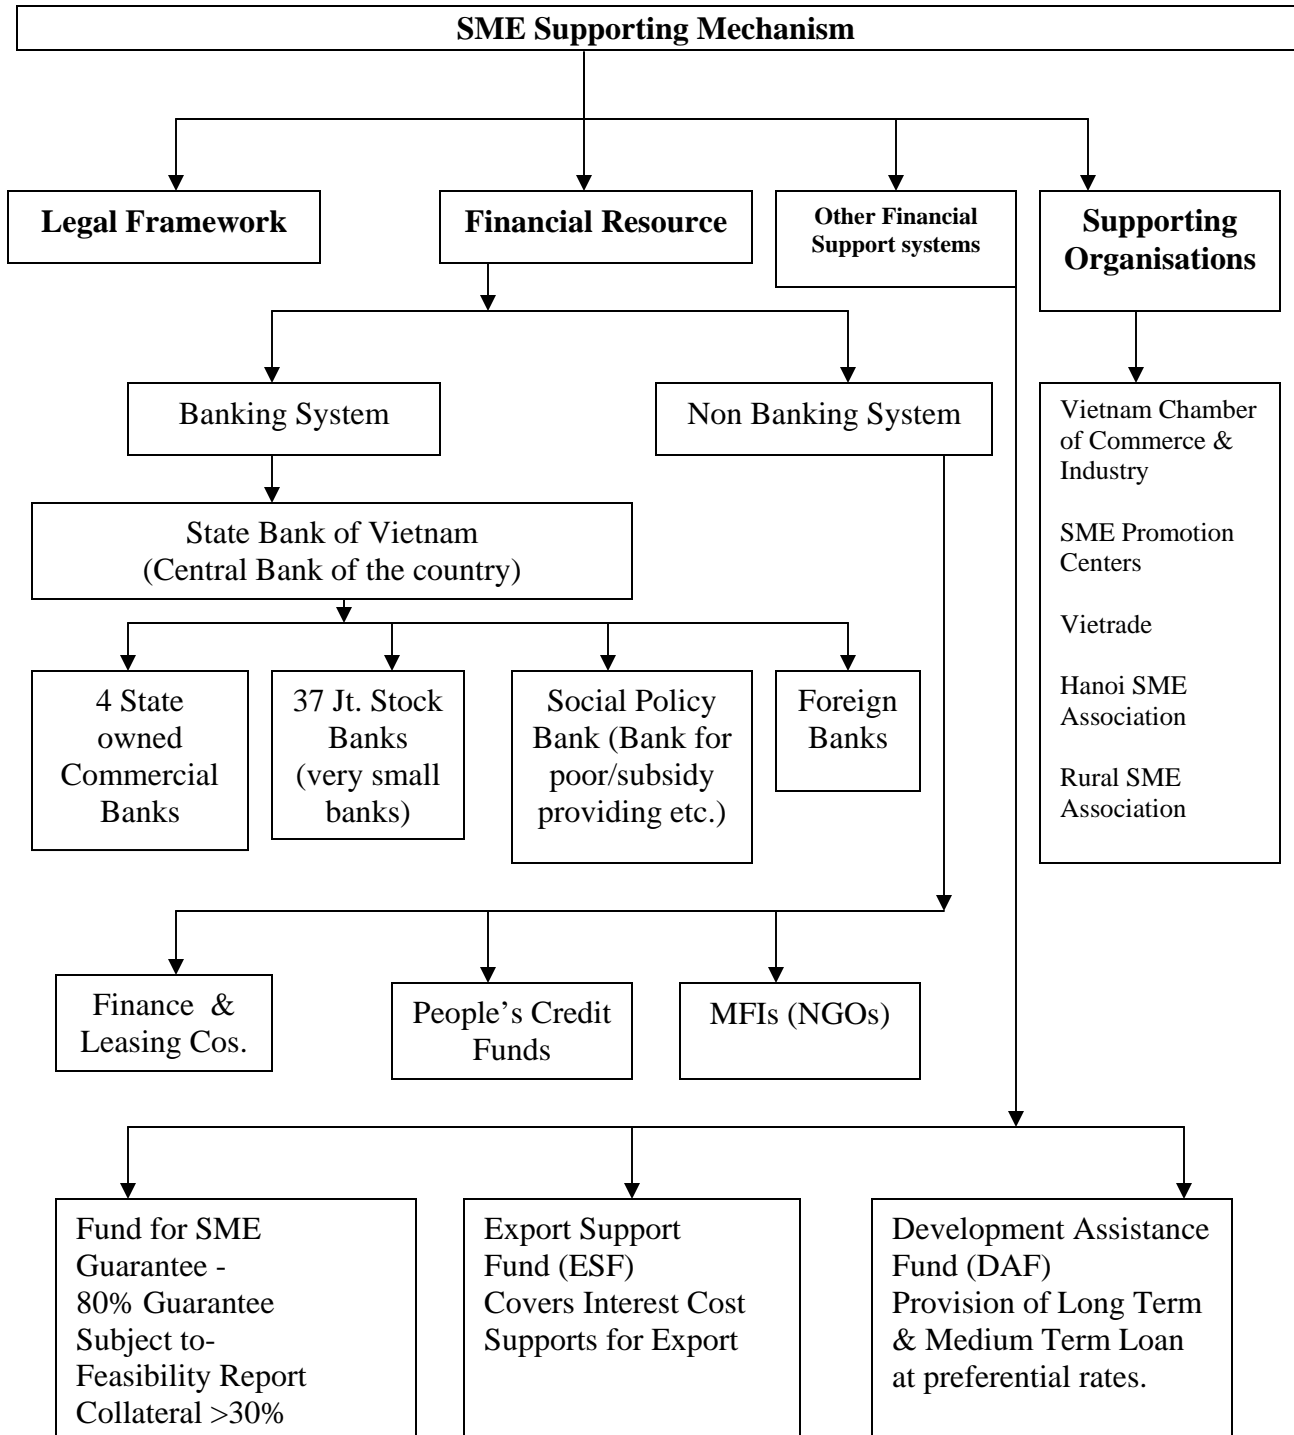 SME Supporting Mechanism
Legal Framework
Financial Resource
Other Financial
Support systems
Supporting
Organisations
Banking System
Non Banking System
Vietnam Chamber
of Commerce &
Industry
SME Promotion
Centers
Vietrade
Hanoi SME
Association
Rural SME
Association
State Bank of Vietnam
(Central Bank of the country)
4 State
owned
Commercial
Banks
37 Jt. Stock
Banks
(very small
banks)
Social Policy
Bank (Bank for
poor/subsidy
providing etc.)
Foreign
Banks
Finance &
Leasing Cos.
People’s Credit
Funds
MFIs (NGOs)
Fund for SME
Guarantee -
80% Guarantee
Subject to-
Feasibility Report
Collateral >30%
Export Support
Fund (ESF)
Covers Interest Cost
Supports for Export
Development Assistance
Fund (DAF)
Provision of Long Term
& Medium Term Loan
at preferential rates.